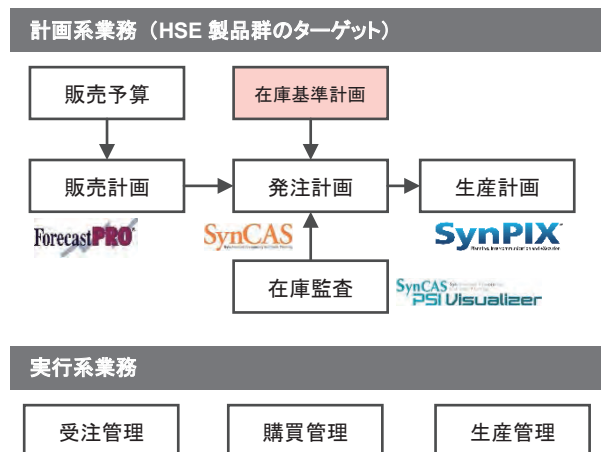 計画系業務（HSE 製品群のターゲット）
販売予算
在庫基準計画
販売計画
発注計画
生産計画
ForecastPRO
SynCAS
SynPIX
在庫監査
SynCAS
PSI Visualizer
実行系業務
受注管理
購買管理
生産管理